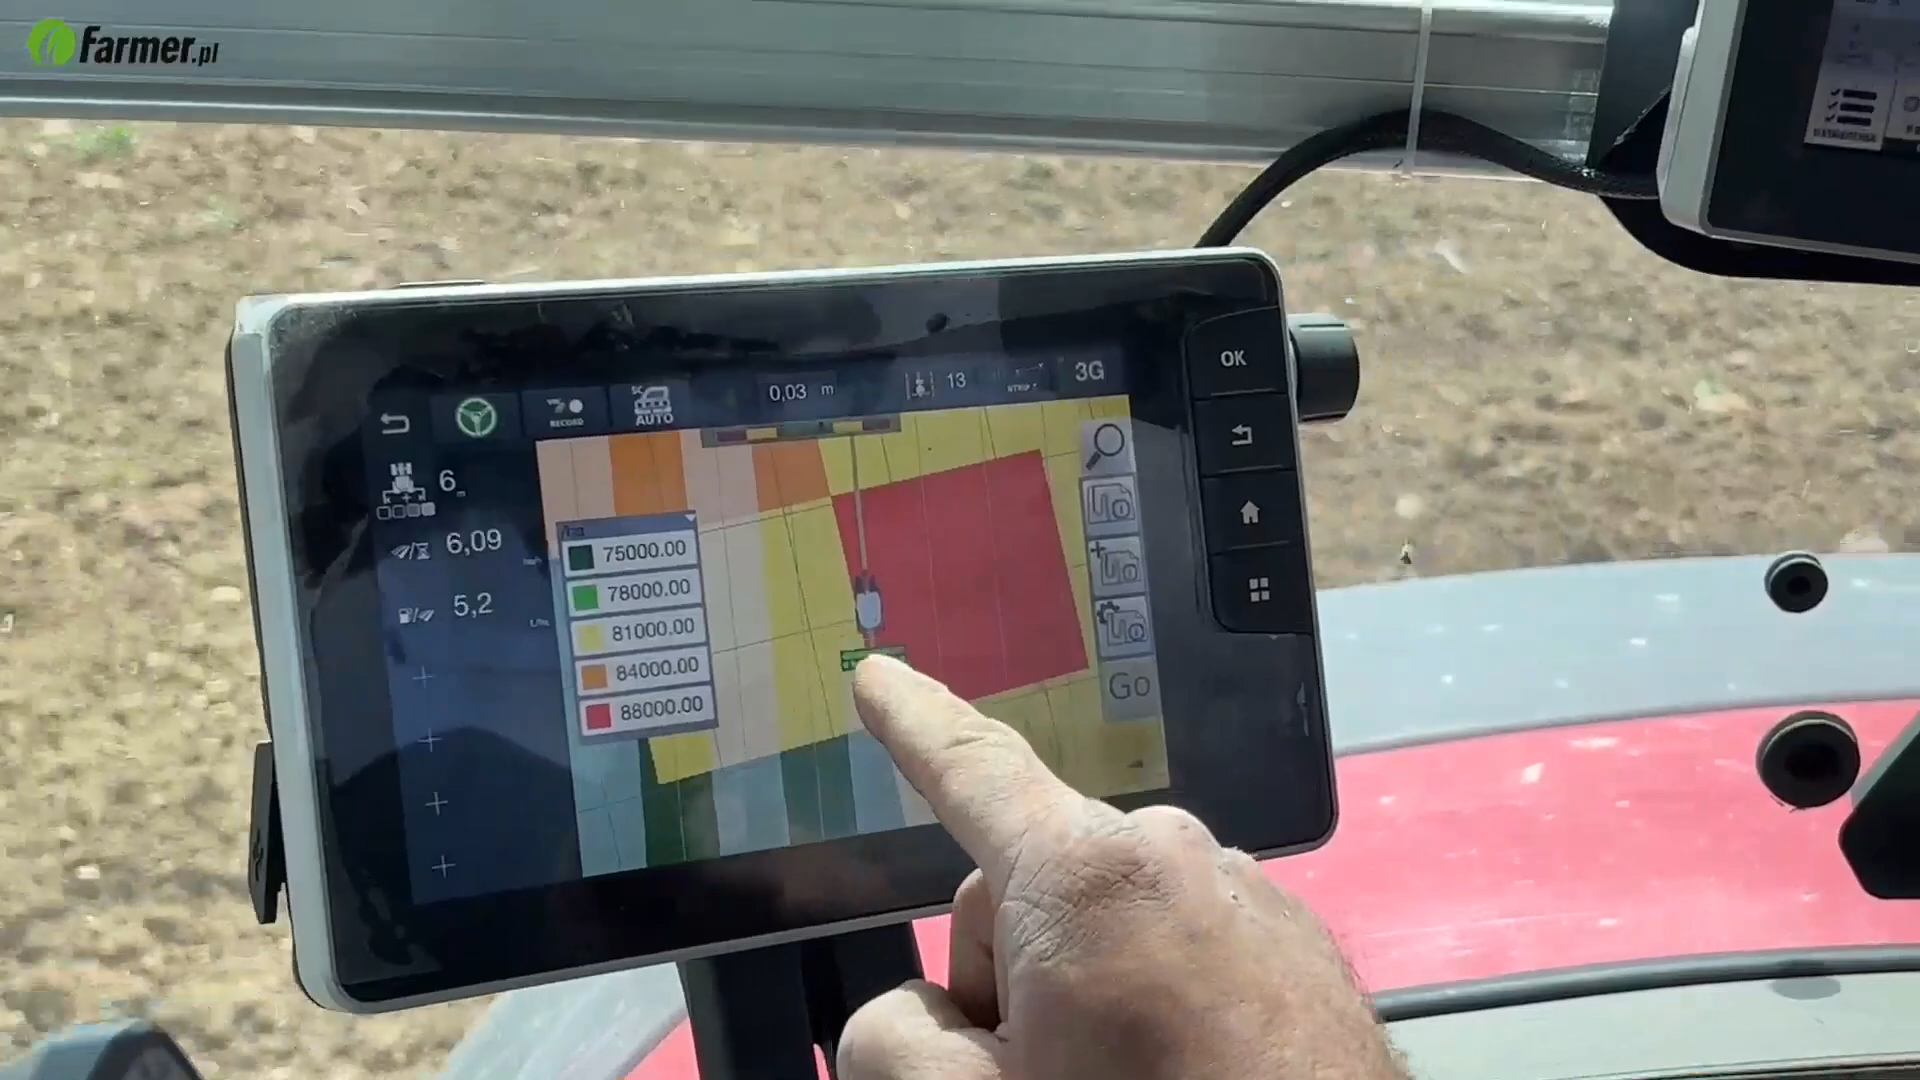 farmer.pl
OK
RECORD
AUTO
0,03 m
13
3G
6
6,09
5,2
/ha
75000.00
78000.00
81000.00
84000.00
88000.00
Go